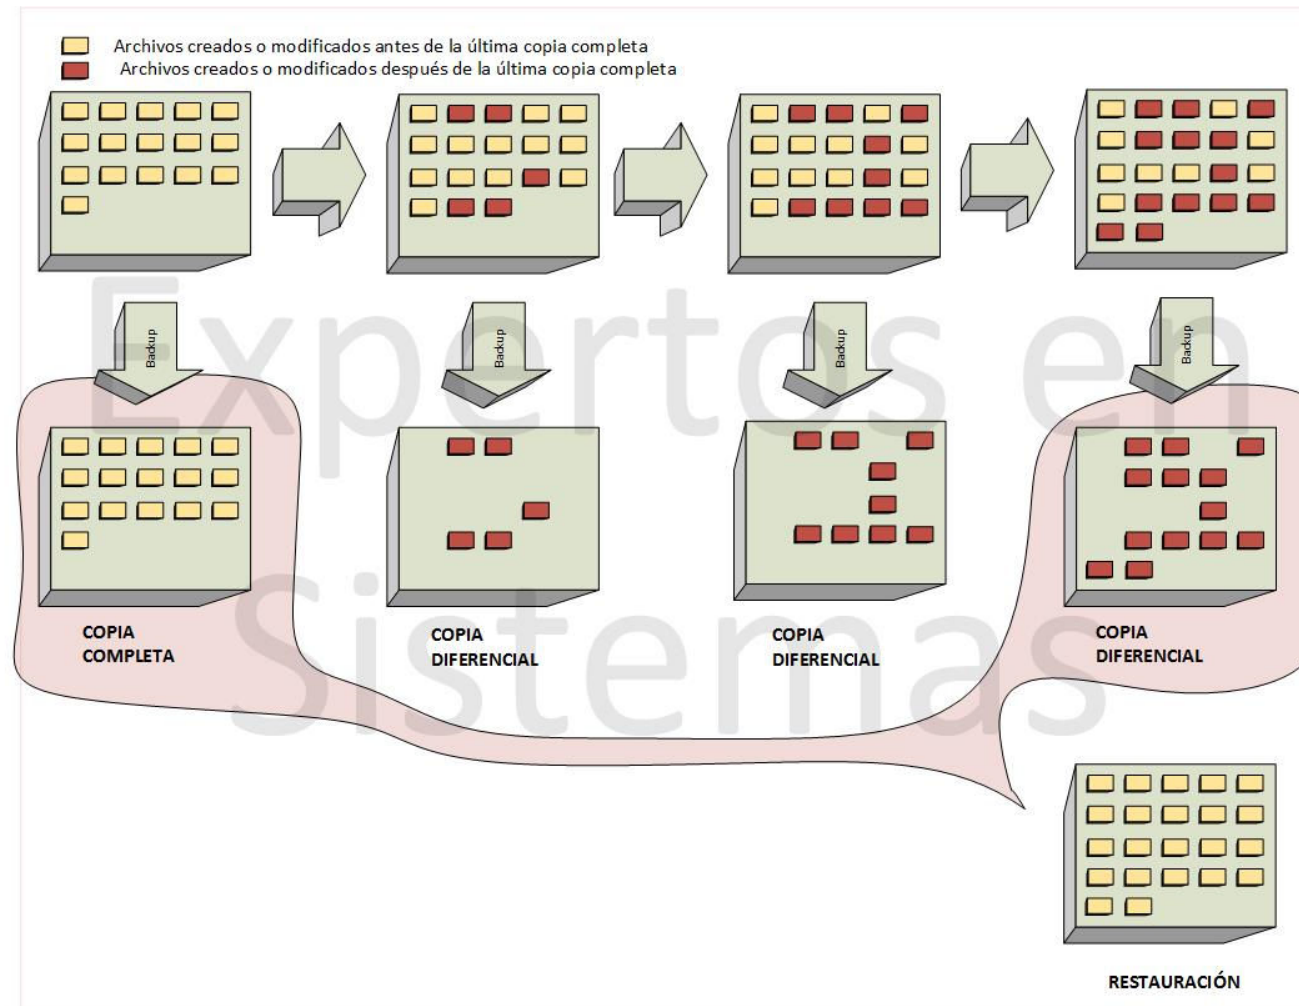 Archivos creados o modificados antes de la última copia completa
Archivos creados o modificados después de la última copia completa
Backup
Backup
Backup
Backup
Expertos en
Sistemas
COPIA
COMPLETA
COPIA
DIFERENCIAL
COPIA
DIFERENCIAL
COPIA
DIFERENCIAL
RESTAURACIÓN